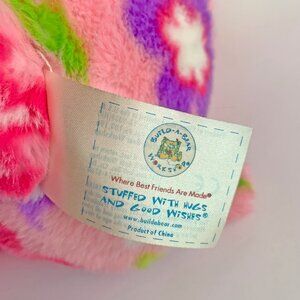 BUILD-A-BEAR
WORKSHOP®
Where Best Friends Are Made®
STUFFED WITH HUGS
AND GOOD WISHES®
www.buildabear.com
Product of China